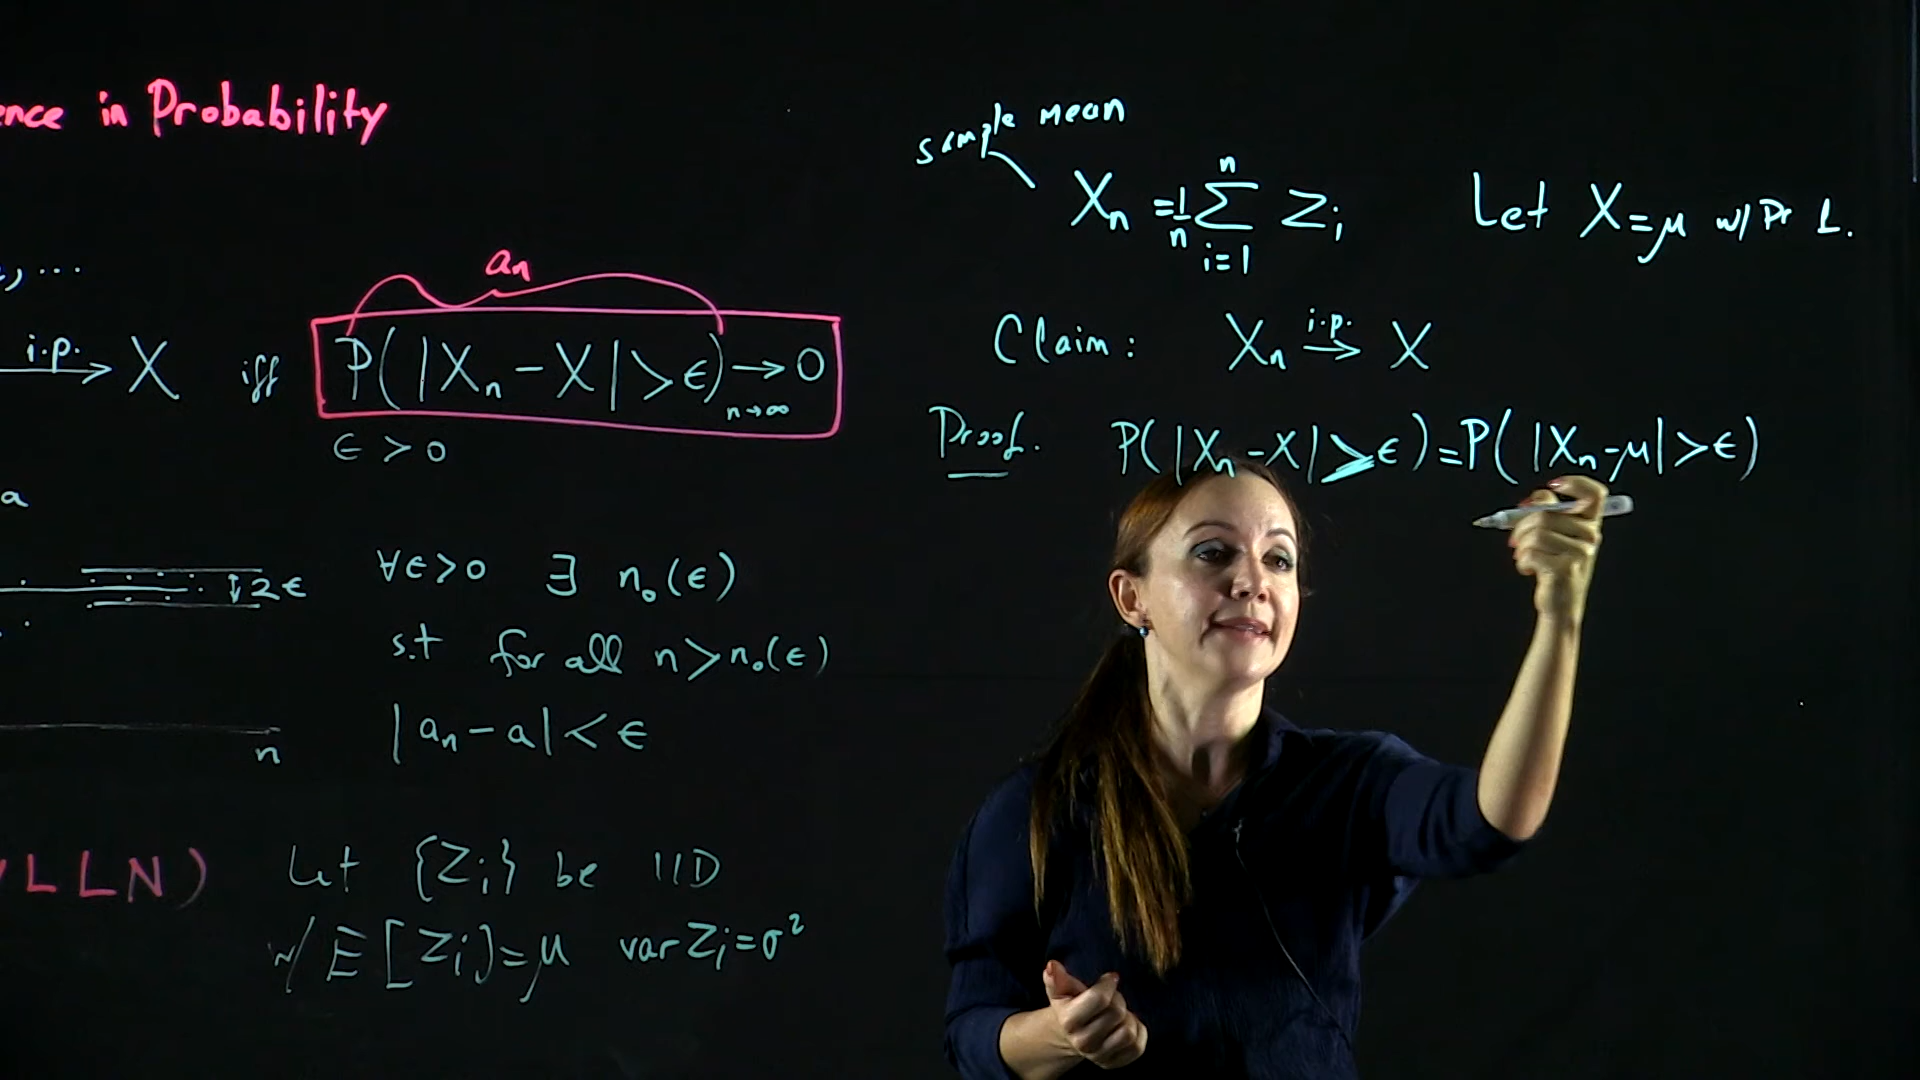 ence in Probability
, ...
i.p. → X iff P(|Xn - X| > ϵ) → 0
an
n→∞
ϵ > 0
a
2ϵ
∀ϵ>0 ∃ n₀(ϵ)
s.t for all n>n₀(ϵ)
|an - a| < ϵ
n
LLN) Let {Zi} be IID
w/ E[Zi]=μ var Zi=σ²
sample mean
Xn = 1/n ∑ i=1 n Zi Let X=μ w/ Pr 1.
Claim: Xn i.p. → X
Proof. P(|Xn - X| > ϵ) = P(|Xn - μ| > ϵ)